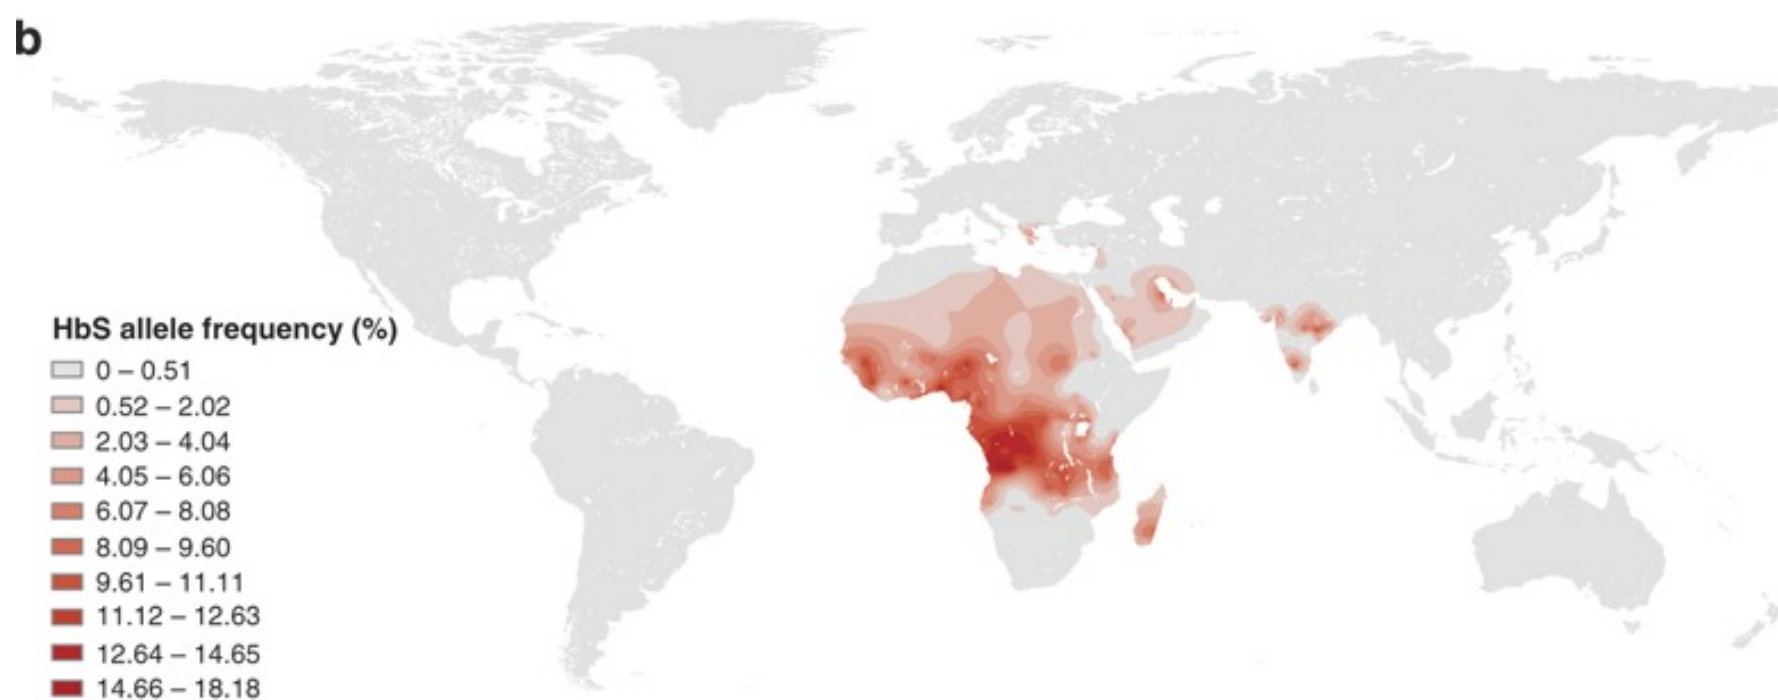 b
HbS allele frequency (%)
0 – 0.51
0.52 – 2.02
2.03 – 4.04
4.05 – 6.06
6.07 – 8.08
8.09 – 9.60
9.61 – 11.11
11.12 – 12.63
12.64 – 14.65
14.66 – 18.18